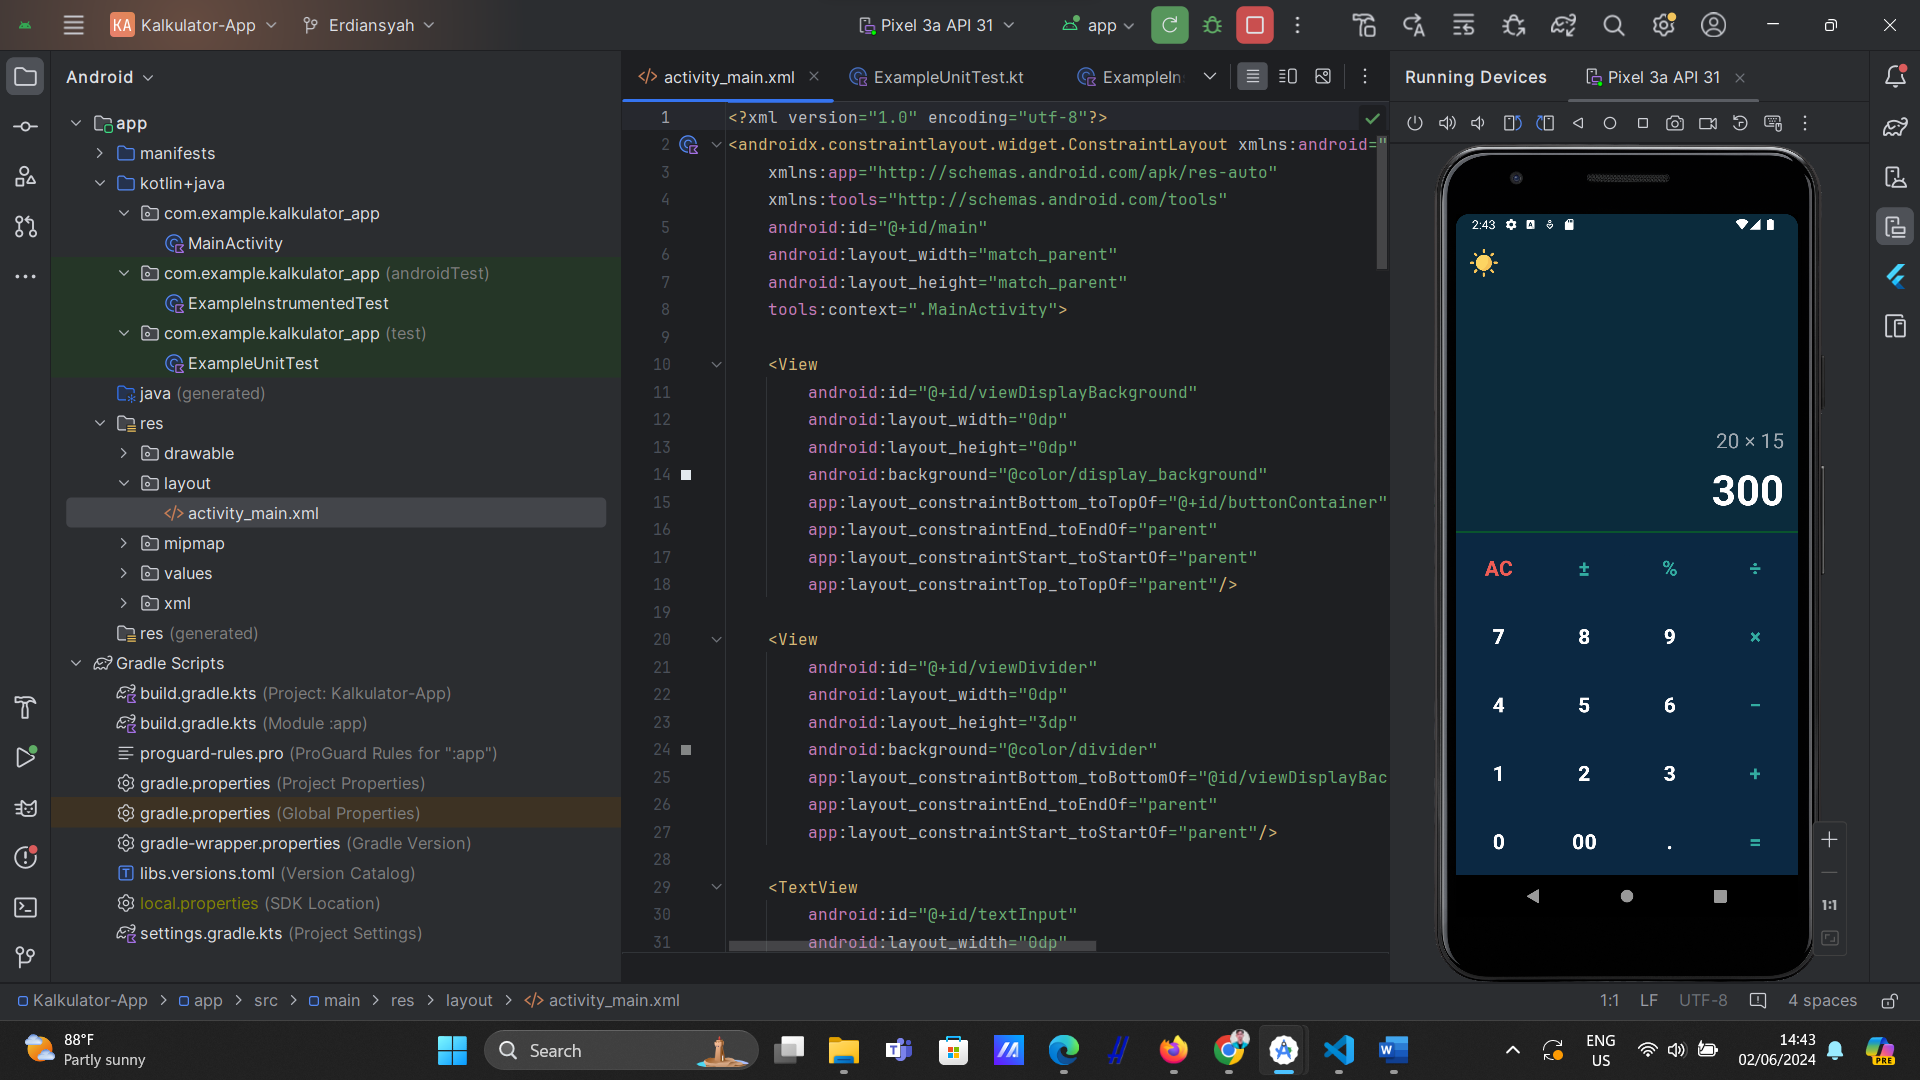 KA Kalkulator-App
Erdiansyah
Pixel 3a API 31
app
Android
app
manifests
kotlin+java
com.example.kalkulator_app
MainActivity
com.example.kalkulator_app (androidTest)
ExampleInstrumentedTest
com.example.kalkulator_app (test)
ExampleUnitTest
java (generated)
res
drawable
layout
activity_main.xml
mipmap
values
xml
res (generated)
Gradle Scripts
build.gradle.kts (Project: Kalkulator-App)
build.gradle.kts (Module :app)
proguard-rules.pro (ProGuard Rules for ":app")
gradle.properties (Project Properties)
gradle.properties (Global Properties)
gradle-wrapper.properties (Gradle Version)
libs.versions.toml (Version Catalog)
local.properties (SDK Location)
settings.gradle.kts (Project Settings)
activity_main.xml
ExampleUnitTest.kt
ExampleIn
1 <?xml version="1.0" encoding="utf-8"?>
2 <androidx.constraintlayout.widget.ConstraintLayout xmlns:android="
3 xmlns:app="http://schemas.android.com/apk/res-auto"
4 xmlns:tools="http://schemas.android.com/tools"
5 android:id="@+id/main"
6 android:layout_width="match_parent"
7 android:layout_height="match_parent"
8 tools:context=".MainActivity">
9
10 <View
11 android:id="@+id/viewDisplayBackground"
12 android:layout_width="0dp"
13 android:layout_height="0dp"
14 android:background="@color/display_background"
15 app:layout_constraintBottom_toTopOf="@+id/buttonContainer"
16 app:layout_constraintEnd_toEndOf="parent"
17 app:layout_constraintStart_toStartOf="parent"
18 app:layout_constraintTop_toTopOf="parent"/>
19
20 <View
21 android:id="@+id/viewDivider"
22 android:layout_width="0dp"
23 android:layout_height="3dp"
24 android:background="@color/divider"
25 app:layout_constraintBottom_toBottomOf="@id/viewDisplayBac
26 app:layout_constraintEnd_toEndOf="parent"
27 app:layout_constraintStart_toStartOf="parent"/>
28
29 <TextView
30 android:id="@+id/textInput"
31 android:layout_width="0dp"
Running Devices
Pixel 3a API 31
2:43
20 × 15
300
AC ± % ÷
7 8 9 ×
4 5 6 −
1 2 3 +
0 00 . =
1:1
Kalkulator-App > app > src > main > res > layout > activity_main.xml
1:1 LF UTF-8 4 spaces
88°F
Partly sunny
Search
ENG
US
14:43
02/06/2024
PRE